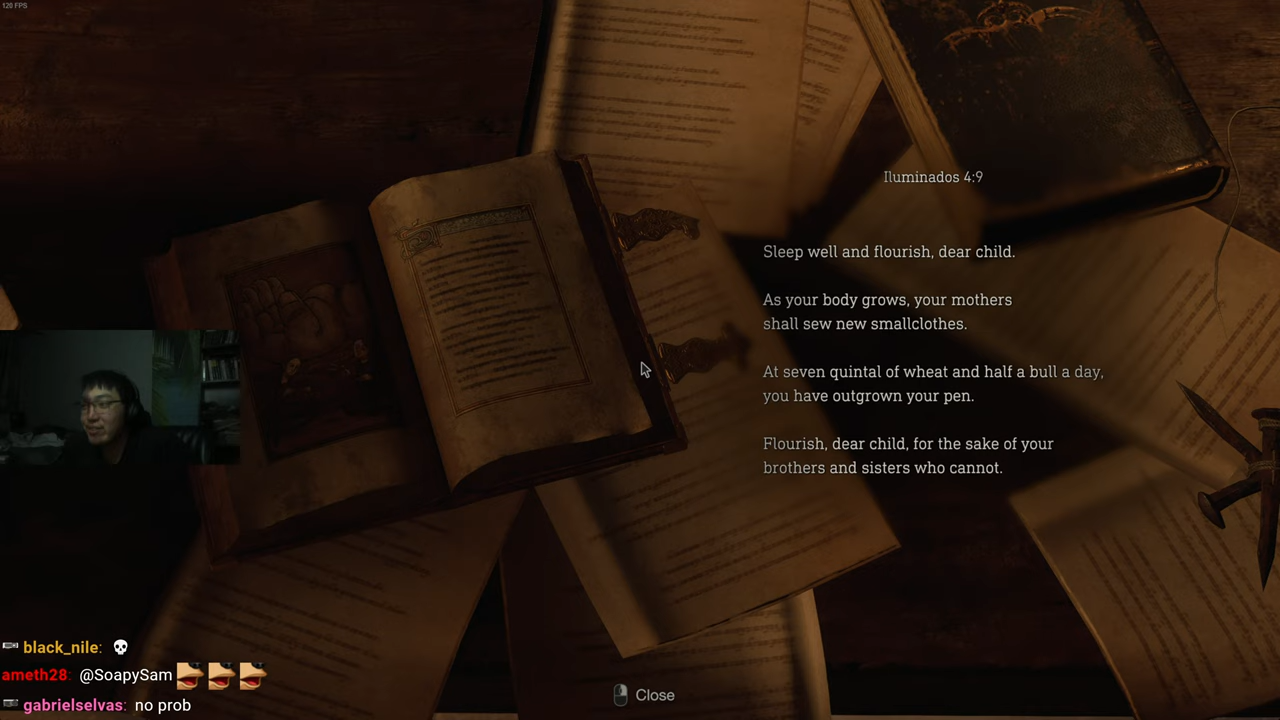 120 FPS
Iluminados 4:9
Sleep well and flourish, dear child.
As your body grows, your mothers
shall sew new smallclothes.
At seven quintal of wheat and half a bull a day,
you have outgrown your pen.
Flourish, dear child, for the sake of your
brothers and sisters who cannot.
black_nile:
ameth28: @SoapySam
gabrielselvas: no prob
Close